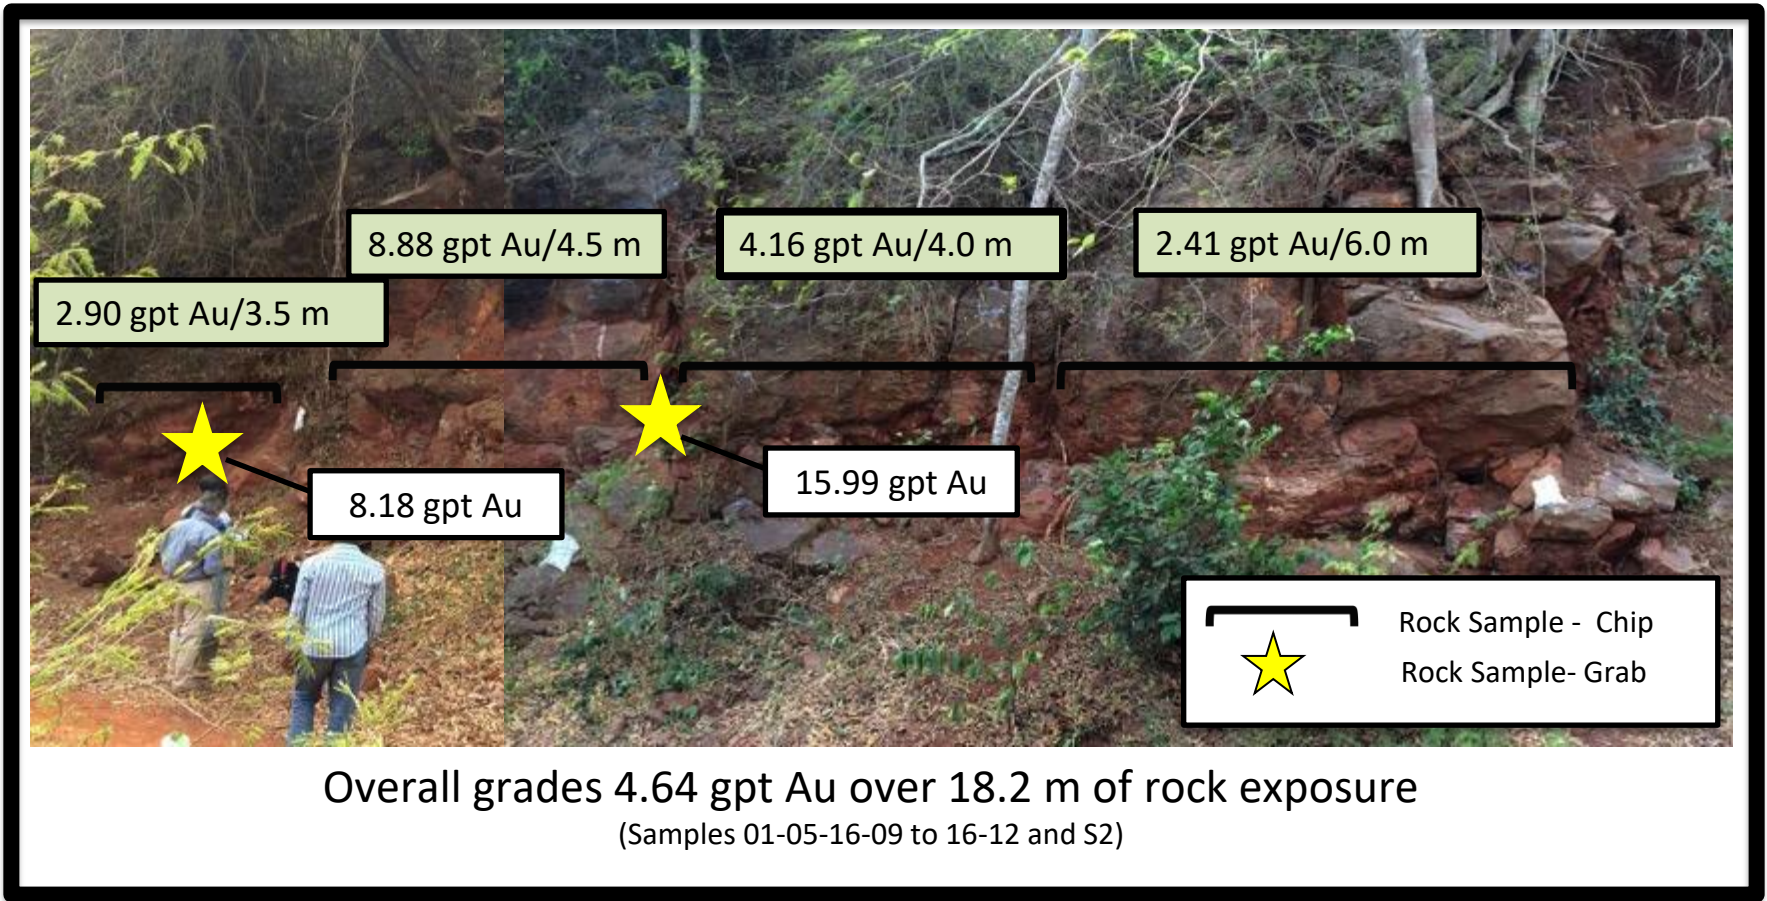 8.88 gpt Au/4.5 m
4.16 gpt Au/4.0 m
2.41 gpt Au/6.0 m
2.90 gpt Au/3.5 m
8.18 gpt Au
15.99 gpt Au
Rock Sample - Chip
Rock Sample- Grab
Overall grades 4.64 gpt Au over 18.2 m of rock exposure
(Samples 01-05-16-09 to 16-12 and S2)